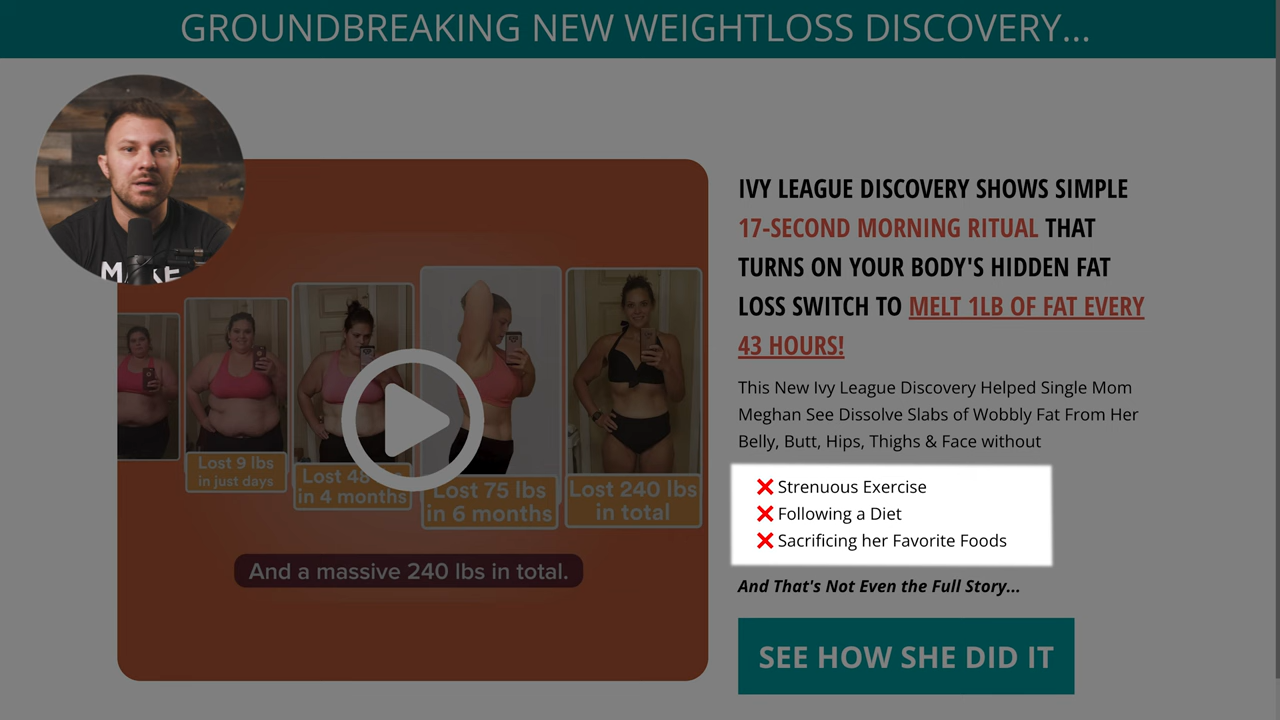 GROUNDBREAKING NEW WEIGHTLOSS DISCOVERY...
IVY LEAGUE DISCOVERY SHOWS SIMPLE
17-SECOND MORNING RITUAL THAT
TURNS ON YOUR BODY'S HIDDEN FAT
LOSS SWITCH TO MELT 1LB OF FAT EVERY
43 HOURS!
This New Ivy League Discovery Helped Single Mom
Meghan See Dissolve Slabs of Wobbly Fat From Her
Belly, Butt, Hips, Thighs & Face without
❌ Strenuous Exercise
❌ Following a Diet
❌ Sacrificing her Favorite Foods
And That's Not Even the Full Story...
SEE HOW SHE DID IT
Lost 9 lbs
in just days
Lost
in 4 months
Lost 75 lbs
in 6 months
Lost 240 lbs
in total
And a massive 240 lbs in total.